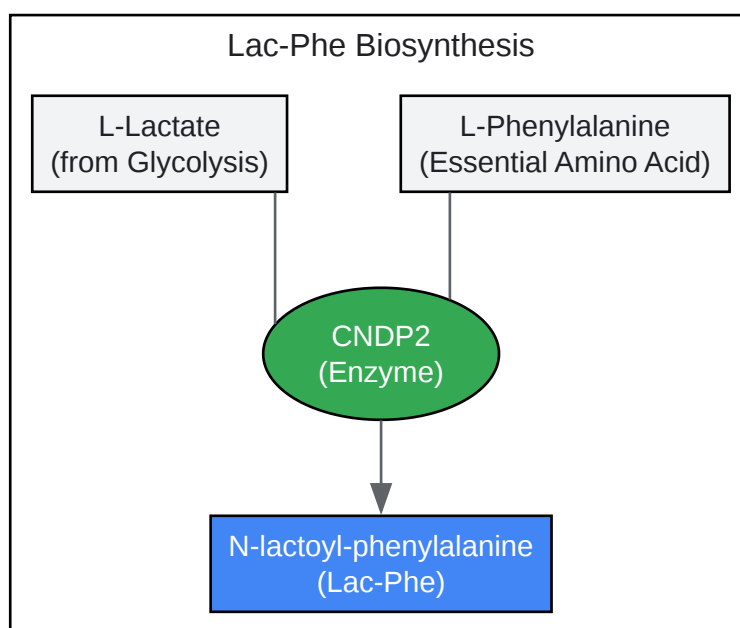 Lac-Phe Biosynthesis
L-Lactate
(from Glycolysis)
L-Phenylalanine
(Essential Amino Acid)
CNDP2
(Enzyme)
N-lactoyl-phenylalanine
(Lac-Phe)